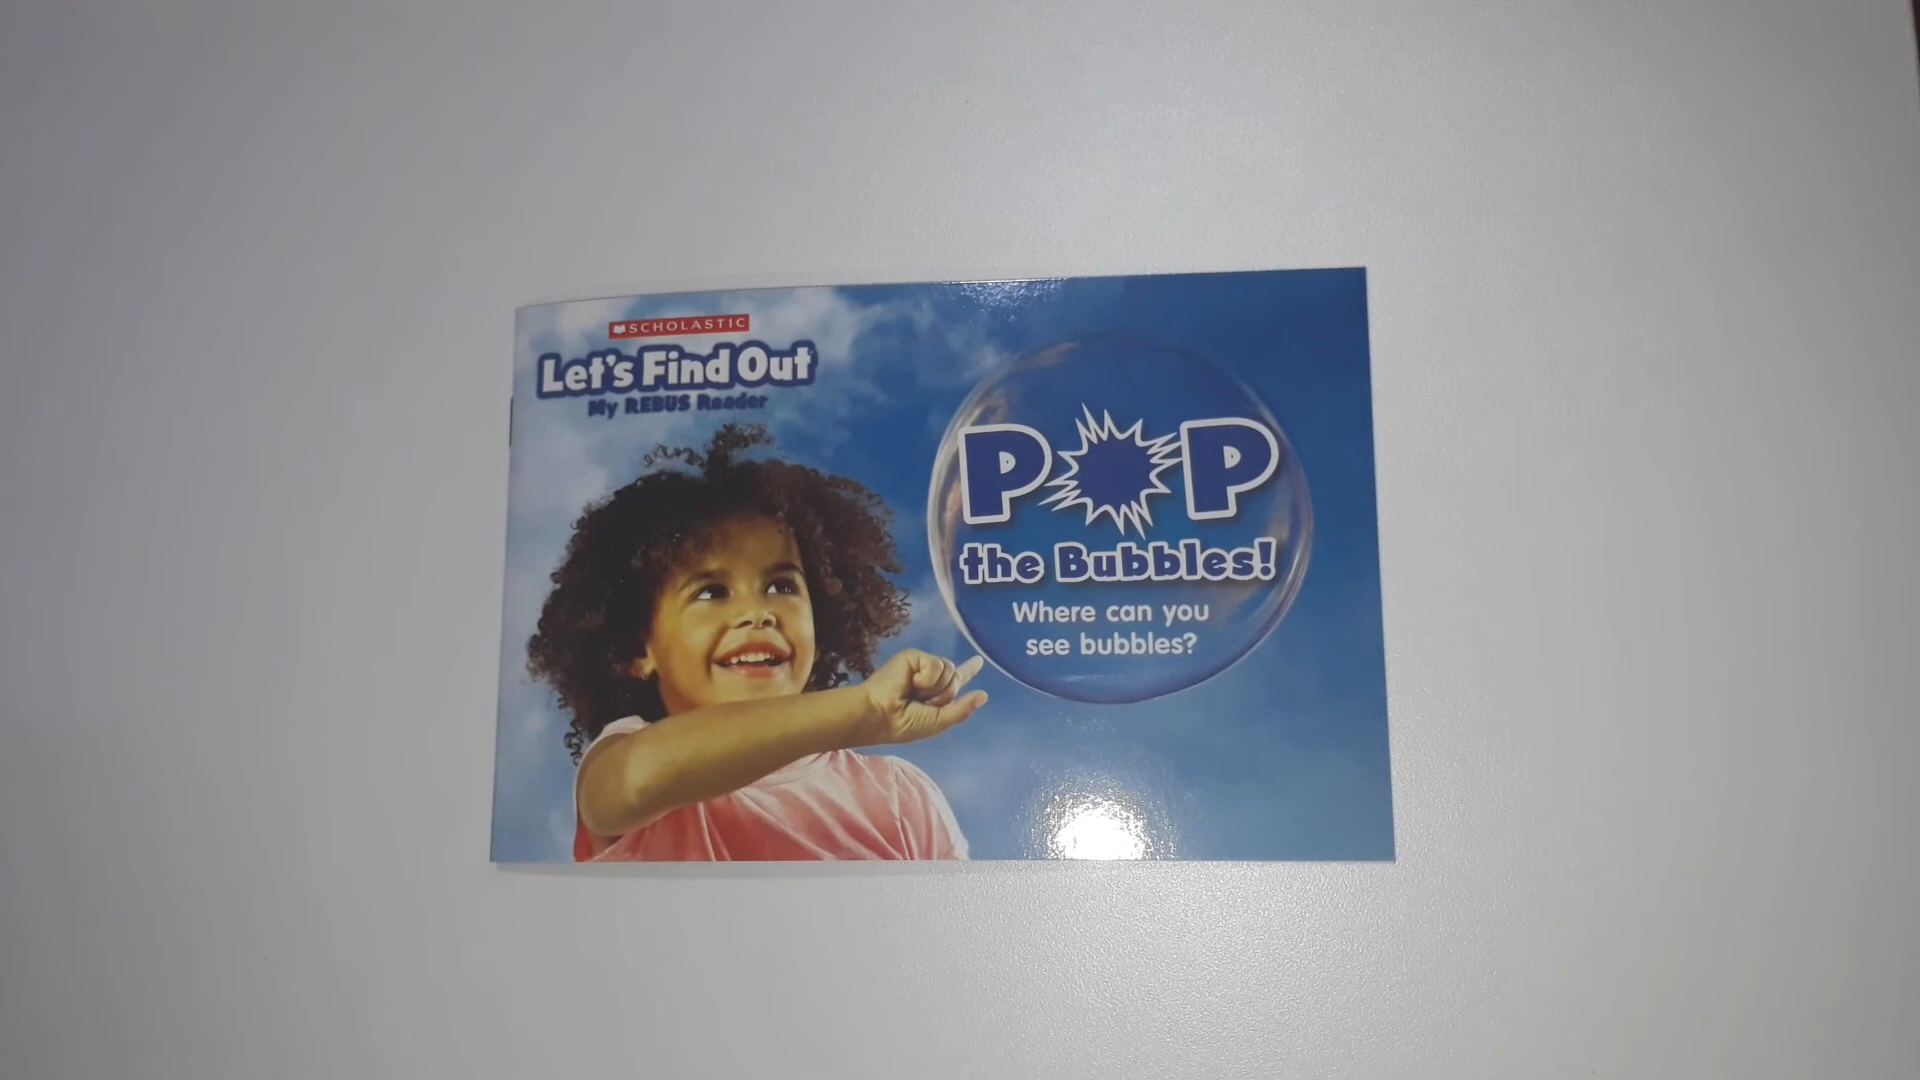 SCHOLASTIC
Let's Find Out
My REBUS Reader
POP
the Bubbles!
Where can you
see bubbles?